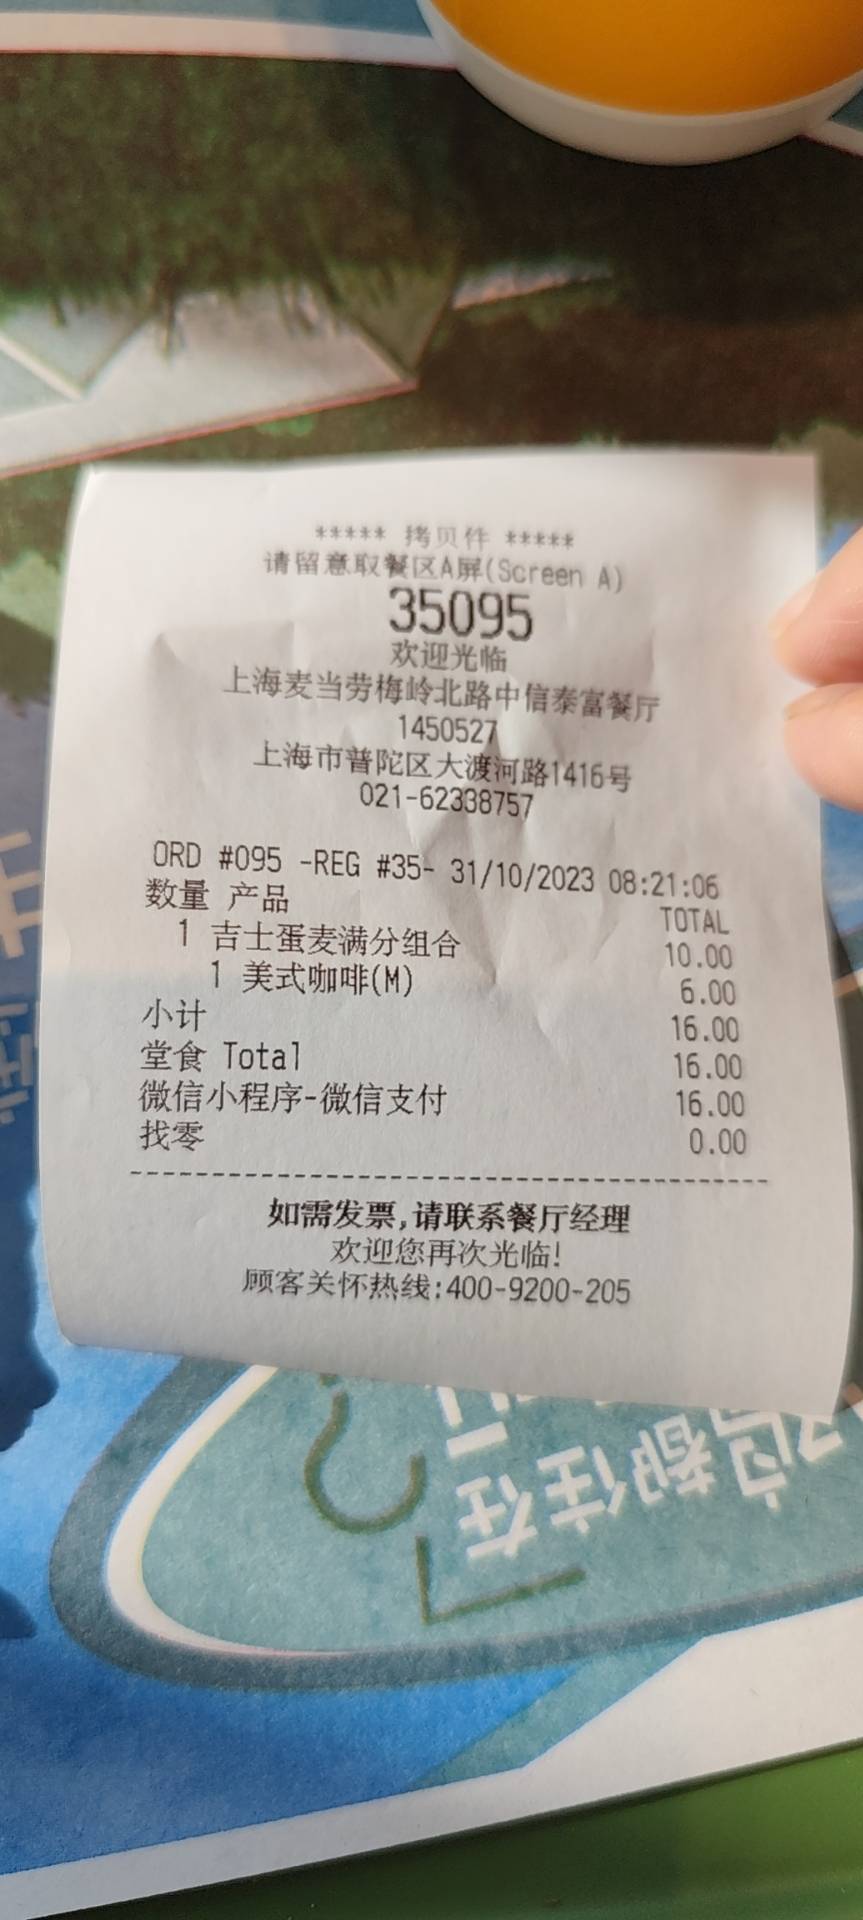 ***** 拷贝件 *****
请留意取餐区A屏(Screen A)
35095
欢迎光临
上海麦当劳梅岭北路中信泰富餐厅
1450527
上海市普陀区大渡河路1416号
021-62338757
ORD #095 -REG #35- 31/10/2023 08:21:06
数量 产品 TOTAL
1 吉士蛋麦满分组合 10.00
1 美式咖啡(M) 6.00
小计 16.00
堂食 Total 16.00
微信小程序-微信支付 16.00
找零 0.00
如需发票,请联系餐厅经理
欢迎您再次光临!
顾客关怀热线:400-9200-205
都住在
?